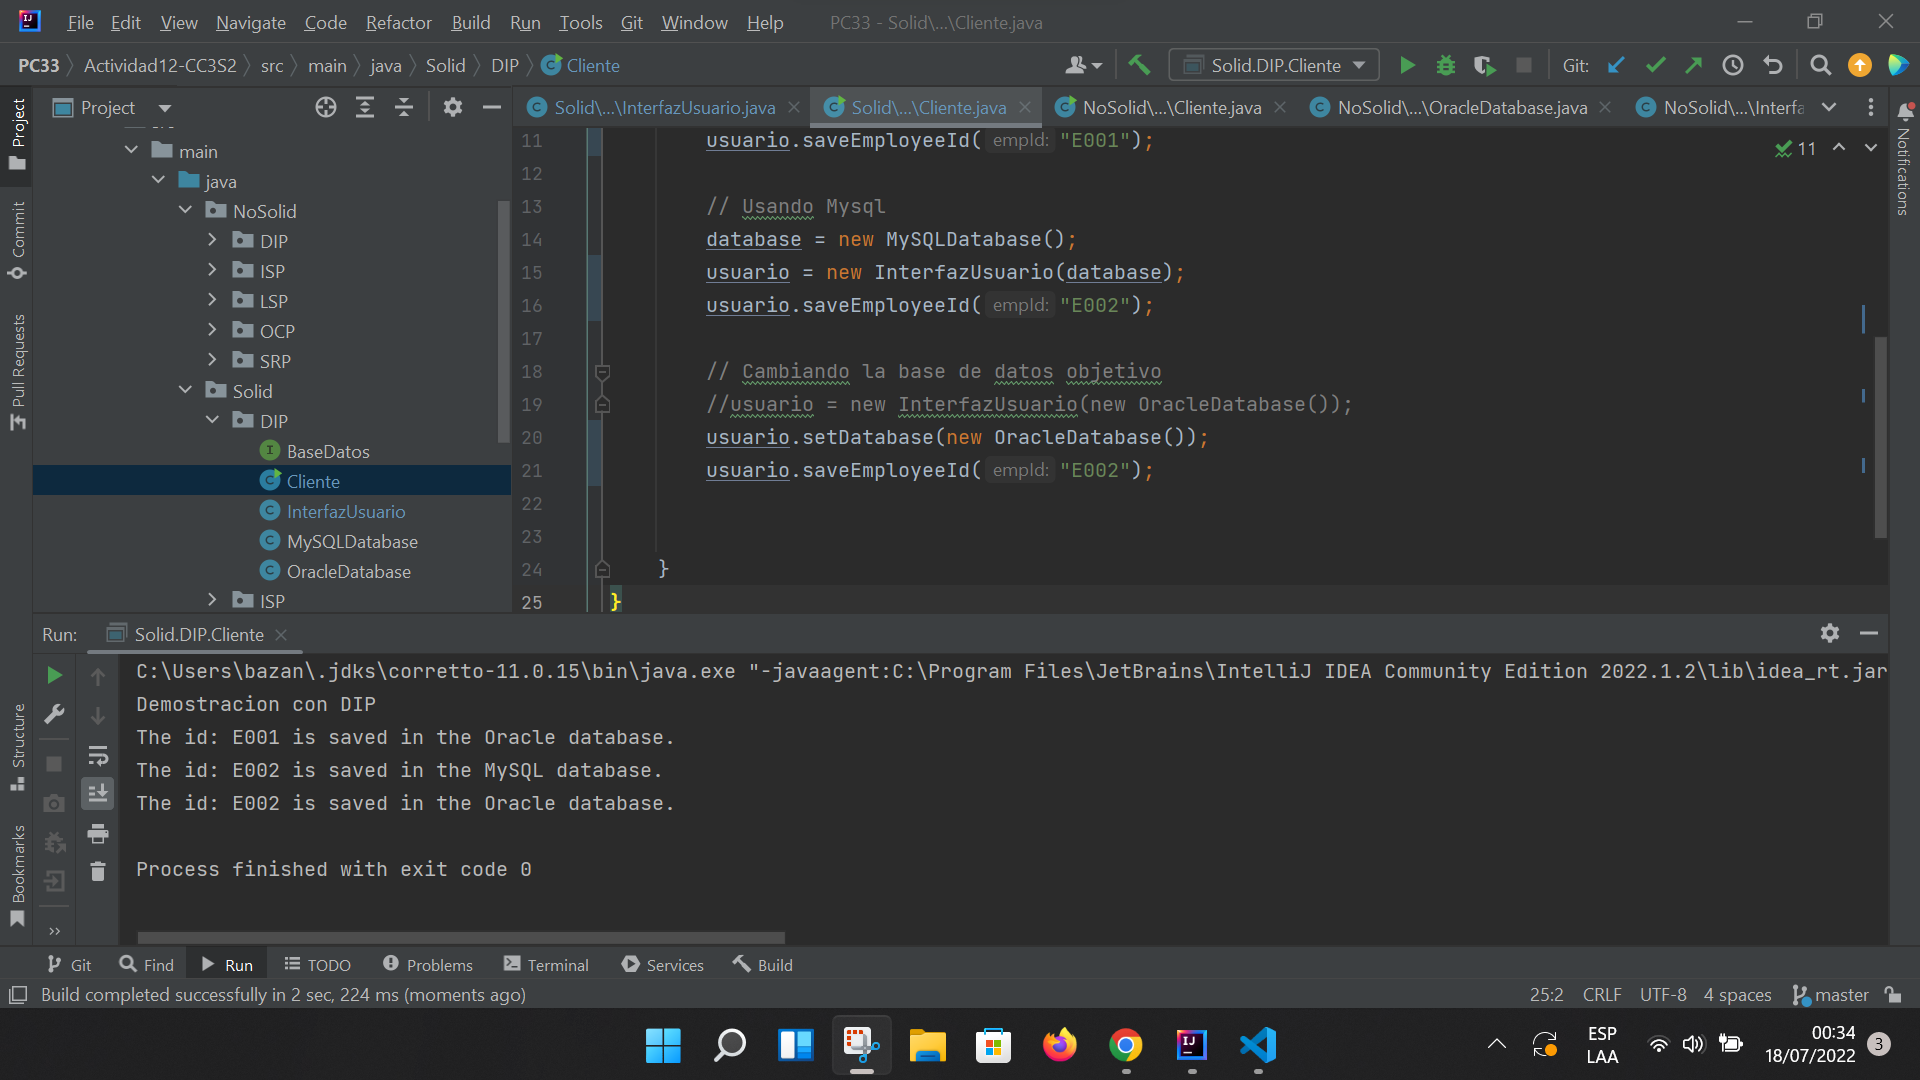 File Edit View Navigate Code Refactor Build Run Tools Git Window Help PC33 - Solid\...\Cliente.java
PC33 Actividad12-CC3S2 src main java Solid DIP Cliente Solid.DIP.Cliente Git:
Project
Solid\...\InterfazUsuario.java Solid\...\Cliente.java NoSolid\...\Cliente.java NoSolid\...\OracleDatabase.java NoSolid\...\Interfa
Project
Commit
Pull Requests
Structure
Bookmarks
Notifications
main
java
NoSolid
DIP
ISP
LSP
OCP
SRP
Solid
DIP
BaseDatos
Cliente
InterfazUsuario
MySQLDatabase
OracleDatabase
ISP
11 usuario.saveEmployeeId( empId: "E001");
11
12
13 // Usando Mysql
14 database = new MySQLDatabase();
15 usuario = new InterfazUsuario(database);
16 usuario.saveEmployeeId( empId: "E002");
17
18 // Cambiando la base de datos objetivo
19 //usuario = new InterfazUsuario(new OracleDatabase());
20 usuario.setDatabase(new OracleDatabase());
21 usuario.saveEmployeeId( empId: "E002");
22
23
24 }
25 }
Run: Solid.DIP.Cliente
C:\Users\bazan\.jdks\corretto-11.0.15\bin\java.exe "-javaagent:C:\Program Files\JetBrains\IntelliJ IDEA Community Edition 2022.1.2\lib\idea_rt.jar
Demostracion con DIP
The id: E001 is saved in the Oracle database.
The id: E002 is saved in the MySQL database.
The id: E002 is saved in the Oracle database.
Process finished with exit code 0
Git Find Run TODO Problems Terminal Services Build
Build completed successfully in 2 sec, 224 ms (moments ago) 25:2 CRLF UTF-8 4 spaces master
ESP
LAA
00:34
18/07/2022
3